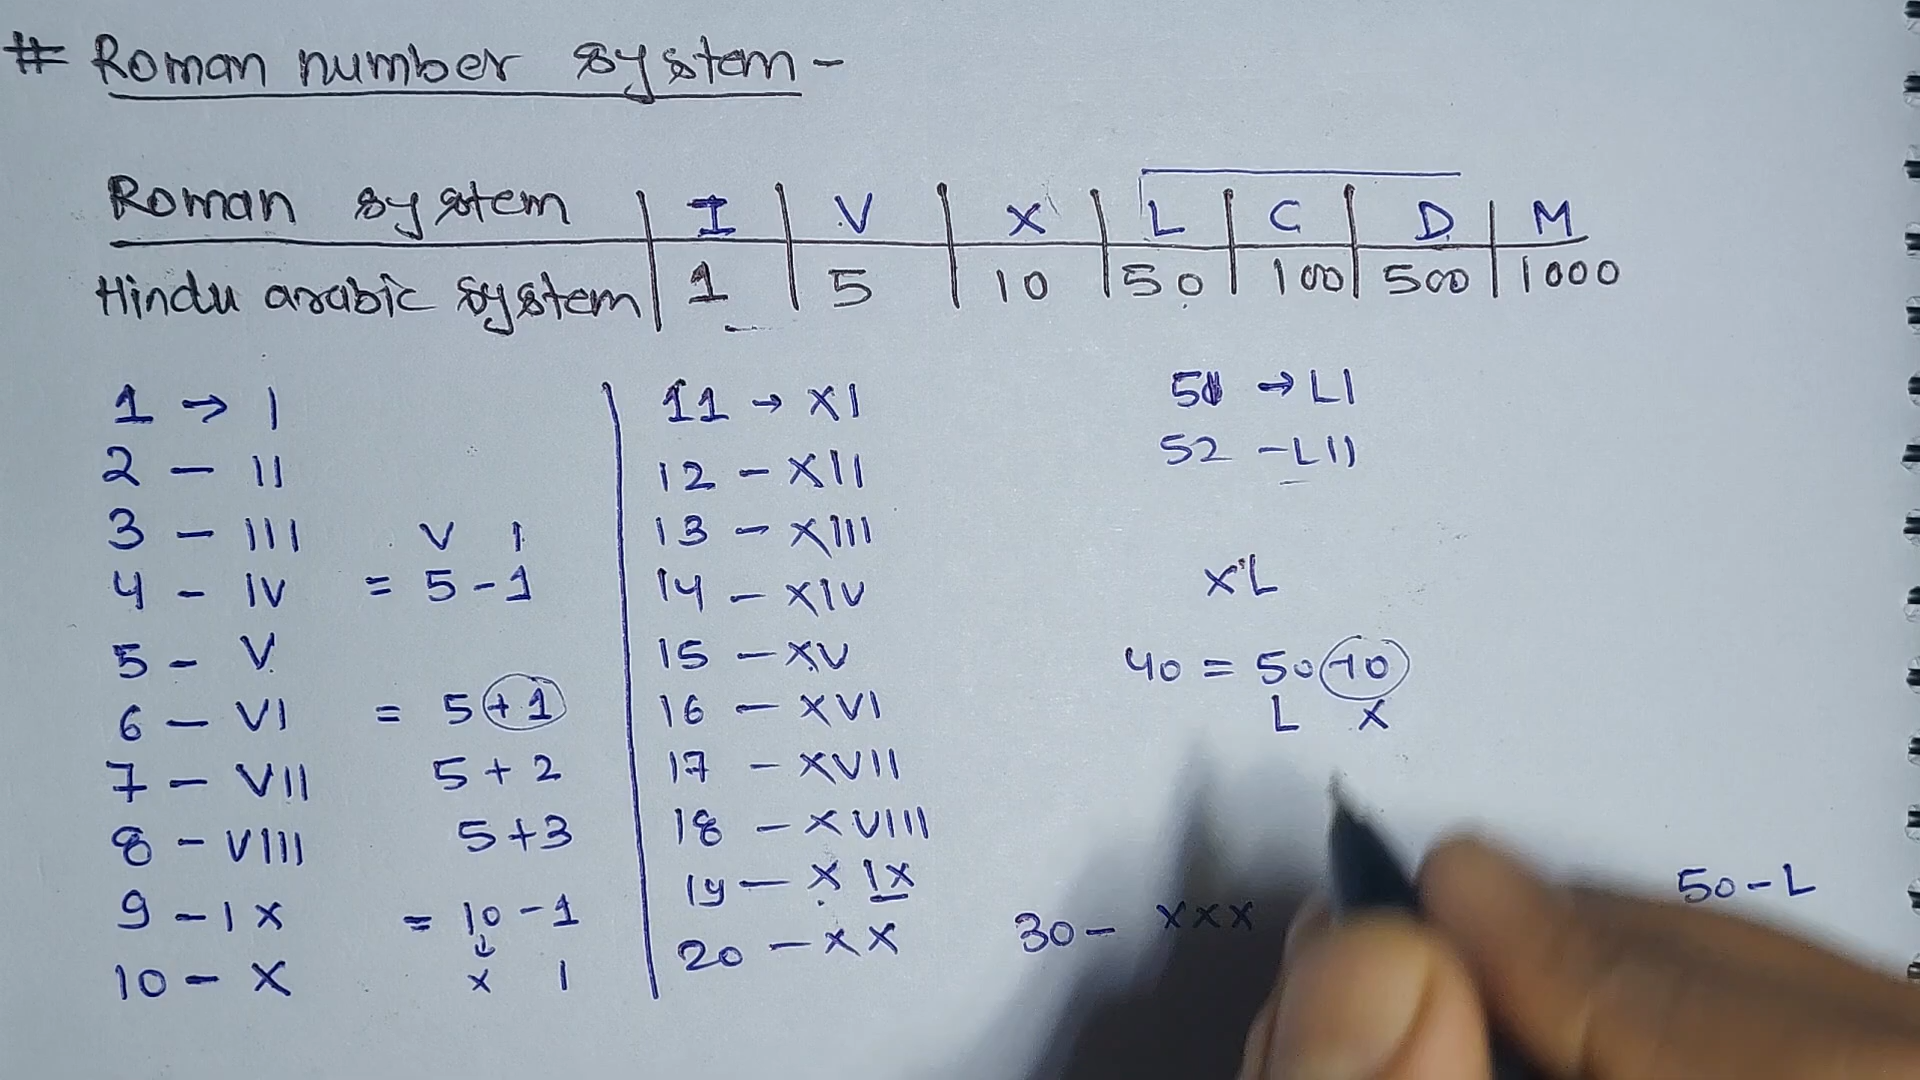 # Roman number system -
Roman system | I | V | X | L | C | D | M
Hindu arabic system | 1 | 5 | 10 | 50 | 100 | 500 | 1000
1 → I
2 - II
3 - III
V I
4 - IV = 5 - 1
5 - V
6 - VI = 5 + 1
7 - VII 5 + 2
8 - VIII 5 + 3
9 - IX = 10 - 1
↓
10 - X X I
11 → XI
12 - XII
13 - XIII
14 - XIV
15 - XV
16 - XVI
17 - XVII
18 - XVIII
19 - X IX
20 - XX
51 → LI
52 - LII
XL
40 = 50 - 10
L X
30 - XXX
50 - L